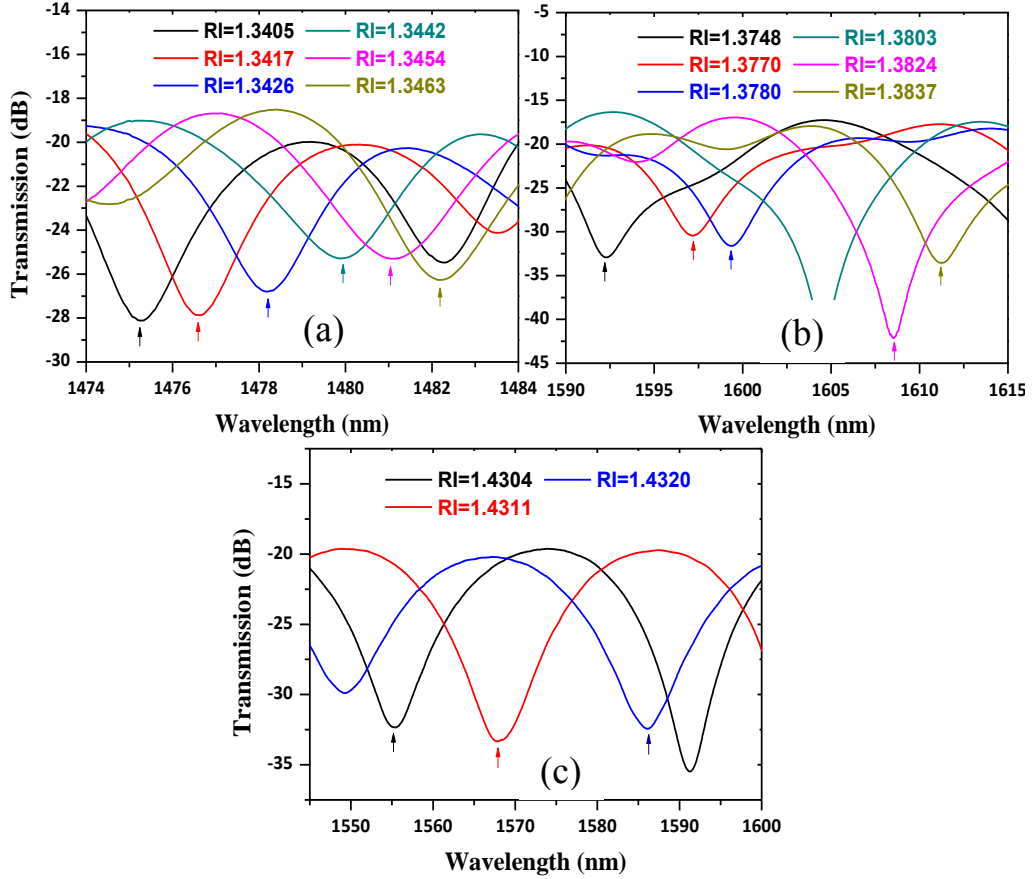 -14
-16
-18
-20
-22
-24
-26
-28
-30
Transmission (dB)
RI=1.3405 RI=1.3442
RI=1.3417 RI=1.3454
RI=1.3426 RI=1.3463
(a)
1474 1476 1478 1480 1482 1484
Wavelength (nm)
-5
-10
-15
-20
-25
-30
-35
-40
-45
RI=1.3748 RI=1.3803
RI=1.3770 RI=1.3824
RI=1.3780 RI=1.3837
(b)
1590 1595 1600 1605 1610 1615
Wavelength (nm)
-15
-20
-25
-30
-35
Transmission (dB)
RI=1.4304 RI=1.4320
RI=1.4311
(c)
1550 1560 1570 1580 1590 1600
Wavelength (nm)